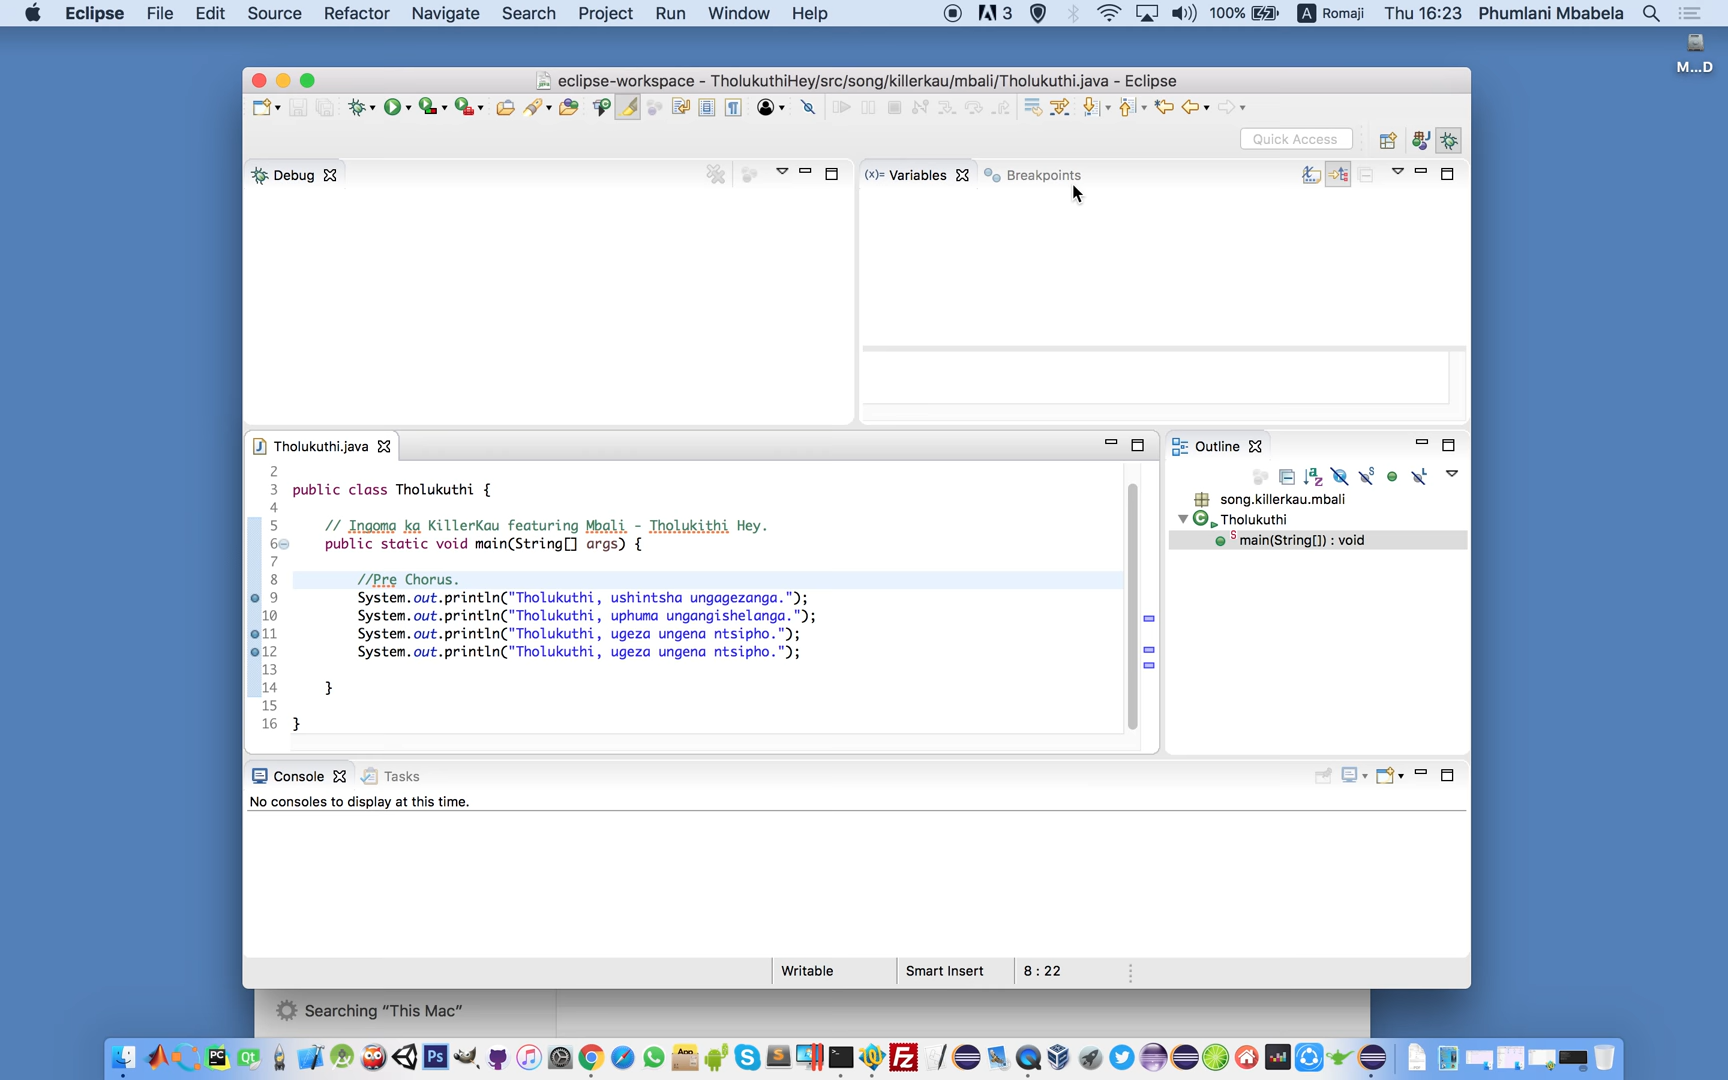 Eclipse File Edit Source Refactor Navigate Search Project Run Window Help 3 100% A Romaji Thu 16:23 Phumlani Mbabela
M...D
eclipse-workspace - TholukuthiHey/src/song/killerkau/mbali/Tholukuthi.java - Eclipse
Quick Access
Debug
(x)= Variables Breakpoints
Tholukuthi.java
2
3 public class Tholukuthi {
4
5 // Ingoma ka KillerKau featuring Mbali - Tholukithi Hey.
6 public static void main(String[] args) {
7
8 //Pre Chorus.
9 System.out.println("Tholukuthi, ushintsha ungagezanga.");
10 System.out.println("Tholukuthi, uphuma ungangishelanga.");
11 System.out.println("Tholukuthi, ugeza ungena ntsipho.");
12 System.out.println("Tholukuthi, ugeza ungena ntsipho.");
13
14 }
15
16 }
Outline
song.killerkau.mbali
Tholukuthi
main(String[]) : void
Console Tasks
No consoles to display at this time.
Writable Smart Insert 8 : 22
Searching “This Mac”
PC Qt Ps App S Fz